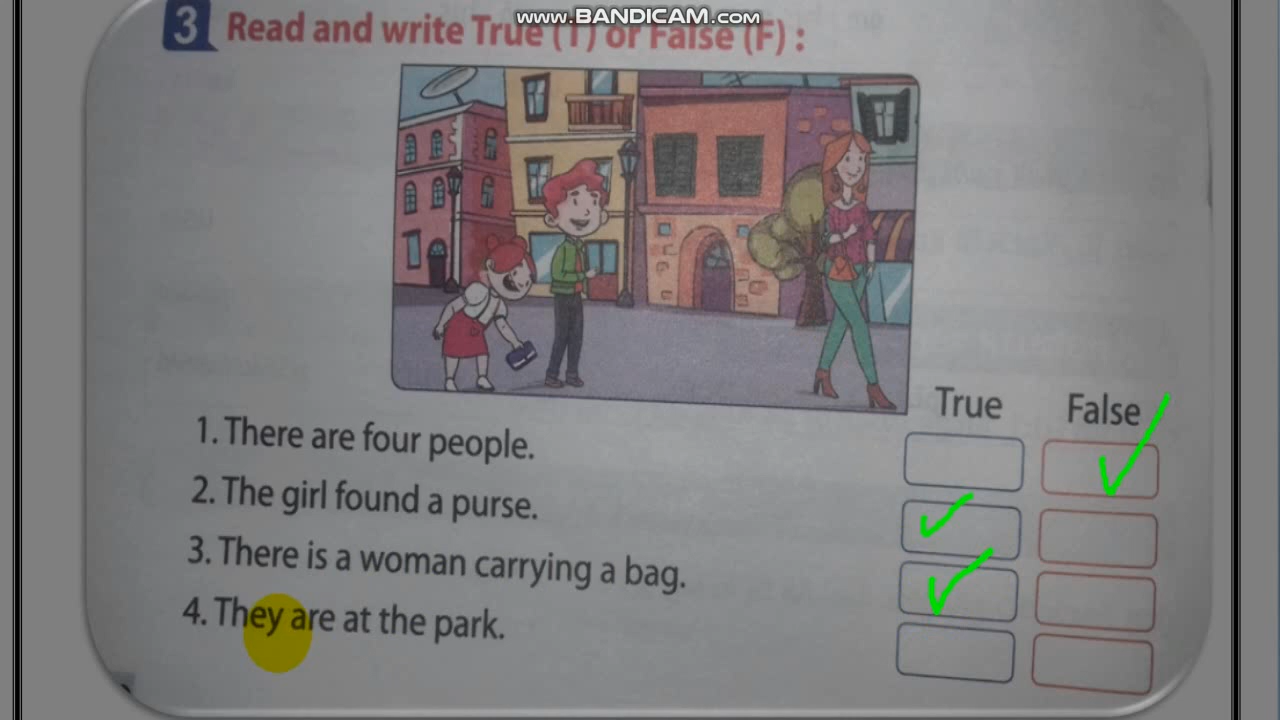 www.BANDICAM.com
3 Read and write True (T) or False (F) :
True False
1. There are four people.
2. The girl found a purse.
3. There is a woman carrying a bag.
4. They are at the park.